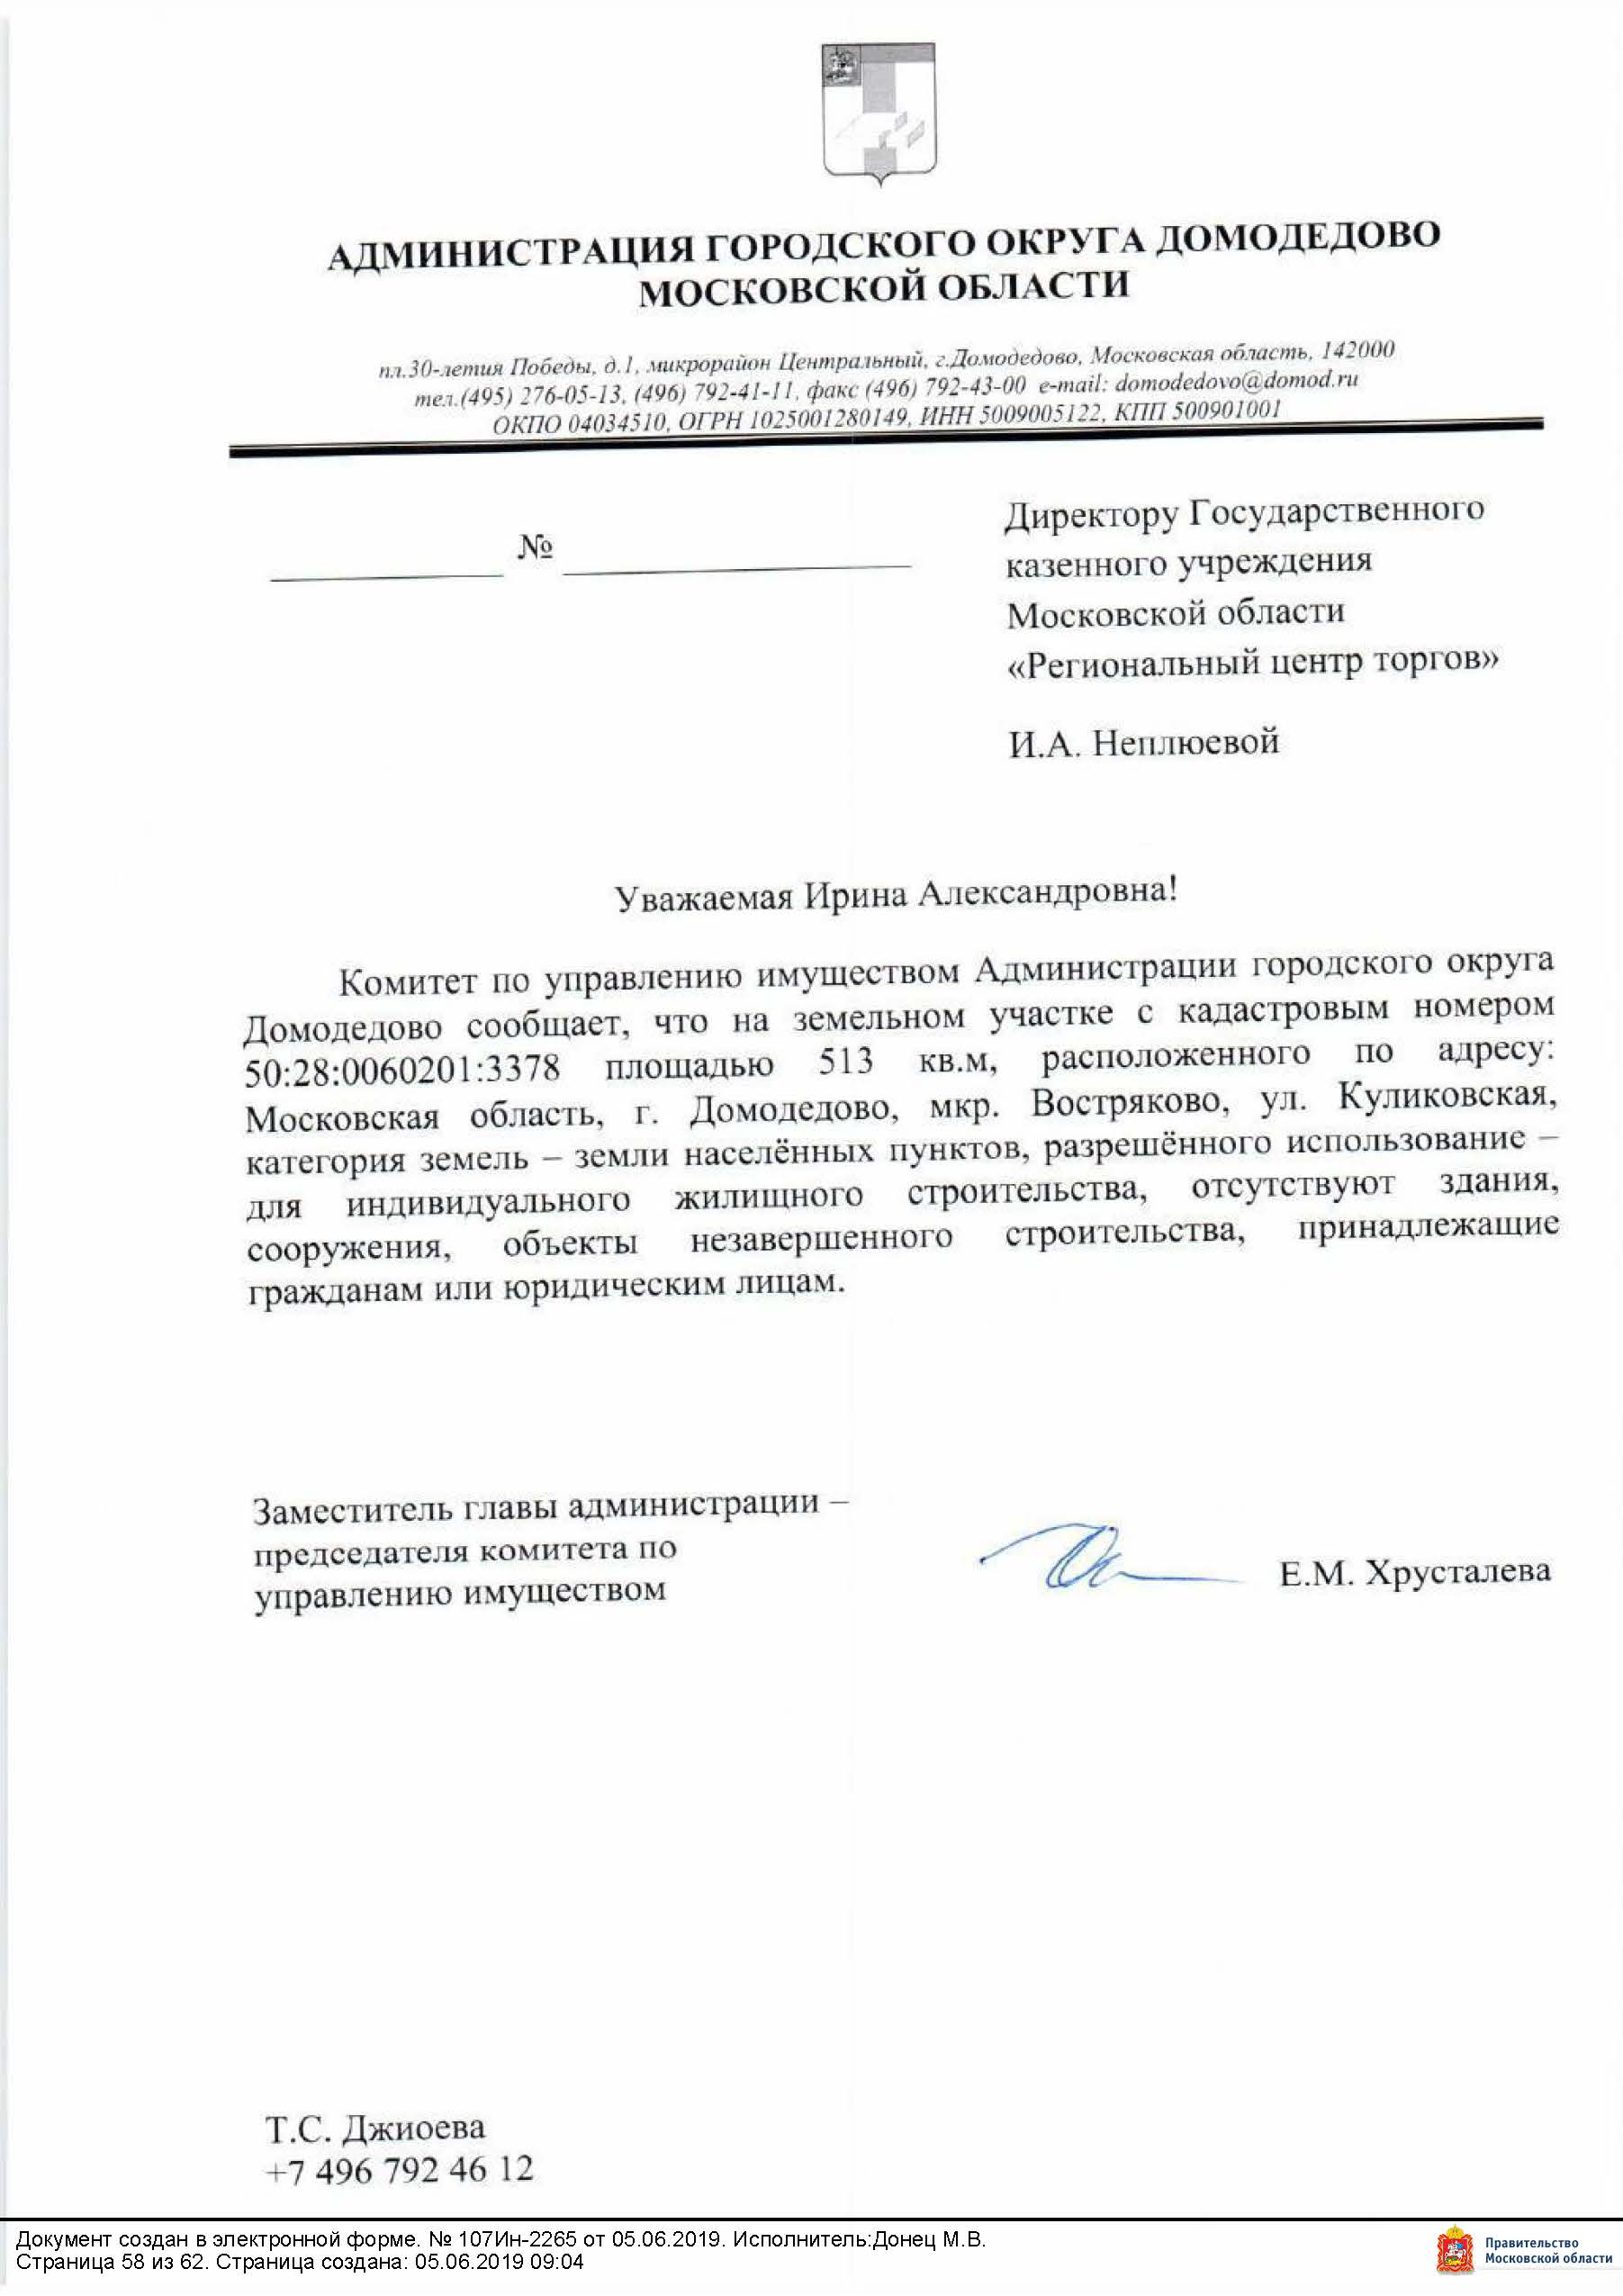 АДМИНИСТРАЦИЯ ГОРОДСКОГО ОКРУГА ДОМОДЕДОВО
МОСКОВСКОЙ ОБЛАСТИ
пл.30-летия Победы, д.1, микрорайон Центральный, г.Домодедово, Московская область, 142000
тел.(495) 276-05-13, (496) 792-41-11, факс (496) 792-43-00 e-mail: domodedovo@domod.ru
ОКПО 04034510, ОГРН 1025001280149, ИНН 5009005122, КПП 500901001
№
Директору Государственного
казенного учреждения
Московской области
«Региональный центр торгов»
И.А. Неплюевой
Уважаемая Ирина Александровна!
Комитет по управлению имуществом Администрации городского округа
Домодедово сообщает, что на земельном участке с кадастровым номером
50:28:0060201:3378 площадью 513 кв.м, расположенного по адресу:
Московская область, г. Домодедово, мкр. Востряково, ул. Куликовская,
категория земель – земли населённых пунктов, разрешённого использование –
для индивидуального жилищного строительства, отсутствуют здания,
сооружения, объекты незавершенного строительства, принадлежащие
гражданам или юридическим лицам.
Заместитель главы администрации –
председателя комитета по
управлению имуществом
Е.М. Хрусталева
Т.С. Джиоева
+7 496 792 46 12
Документ создан в электронной форме. № 107Ин-2265 от 05.06.2019. Исполнитель:Донец М.В.
Страница 58 из 62. Страница создана: 05.06.2019 09:04
Правительство
Московской области